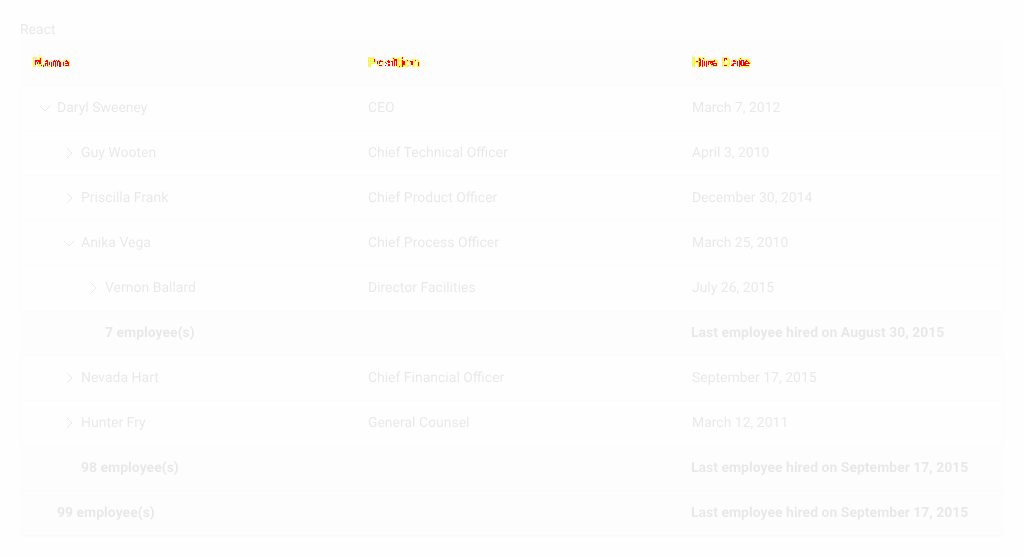 React
Name Position Hire Date
Daryl Sweeney CEO March 7, 2012
Guy Wooten Chief Technical Officer April 3, 2010
Priscilla Frank Chief Product Officer December 30, 2014
Anika Vega Chief Process Officer March 25, 2010
Vernon Ballard Director Facilities July 26, 2015
7 employee(s) Last employee hired on August 30, 2015
Nevada Hart Chief Financial Officer September 17, 2015
Hunter Fry General Counsel March 12, 2011
98 employee(s) Last employee hired on September 17, 2015
99 employee(s) Last employee hired on September 17, 2015